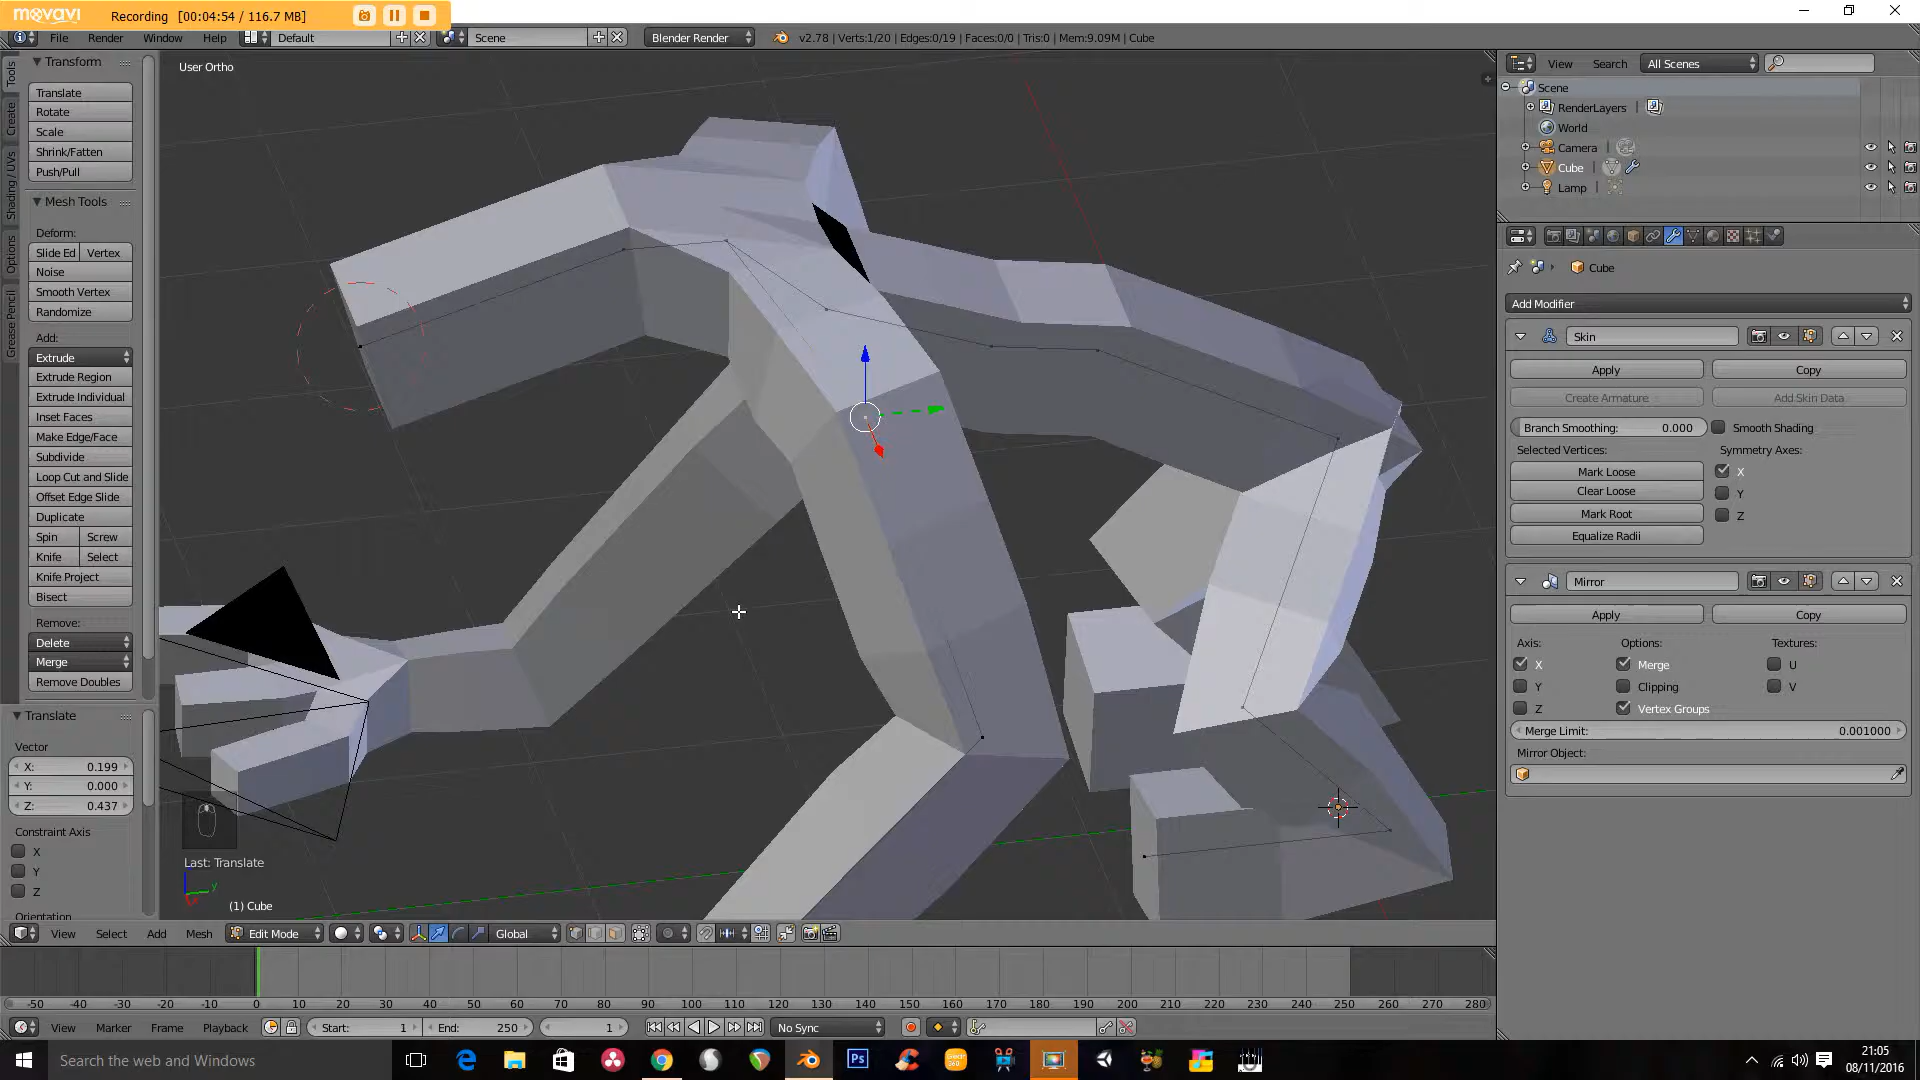 movavi
Recording [00:04:54 / 116.7 MB]
File Render Window Help Default Scene Blender Render v2.78 | Verts:1/20 | Edges:0/19 | Faces:0/0 | Tris:0 | Mem:9.09M | Cube
Tools
Create
Shading / UVs
Options
Grease Pencil
Transform
Translate
Rotate
Scale
Shrink/Fatten
Push/Pull
Mesh Tools
Deform:
Slide Ed Vertex
Noise
Smooth Vertex
Randomize
Add:
Extrude
Extrude Region
Extrude Individual
Inset Faces
Make Edge/Face
Subdivide
Loop Cut and Slide
Offset Edge Slide
Duplicate
Spin Screw
Knife Select
Knife Project
Bisect
Remove:
Delete
Merge
Remove Doubles
Translate
Vector
X: 0.199
Y: 0.000
Z: 0.437
Constraint Axis
X
Y
Z
Orientation
User Ortho
Last: Translate
y
(1) Cube
View Select Add Mesh Edit Mode Global
-50 -40 -30 -20 -10 0 10 20 30 40 50 60 70 80 90 100 110 120 130 140 150 160 170 180 190 200 210 220 230 240 250 260 270 280
View Marker Frame Playback Start: 1 End: 250 1 No Sync
View Search All Scenes
Scene
RenderLayers
World
Camera
Cube
Lamp
Cube
Add Modifier
Skin
Apply Copy
Create Armature Add Skin Data
Branch Smoothing: 0.000 Smooth Shading
Selected Vertices: Symmetry Axes:
Mark Loose X
Clear Loose Y
Mark Root Z
Equalize Radii
Mirror
Apply Copy
Axis: Options: Textures:
X Merge U
Y Clipping V
Z Vertex Groups
Merge Limit: 0.001000
Mirror Object:
Search the web and Windows
Ps
21:05
08/11/2016